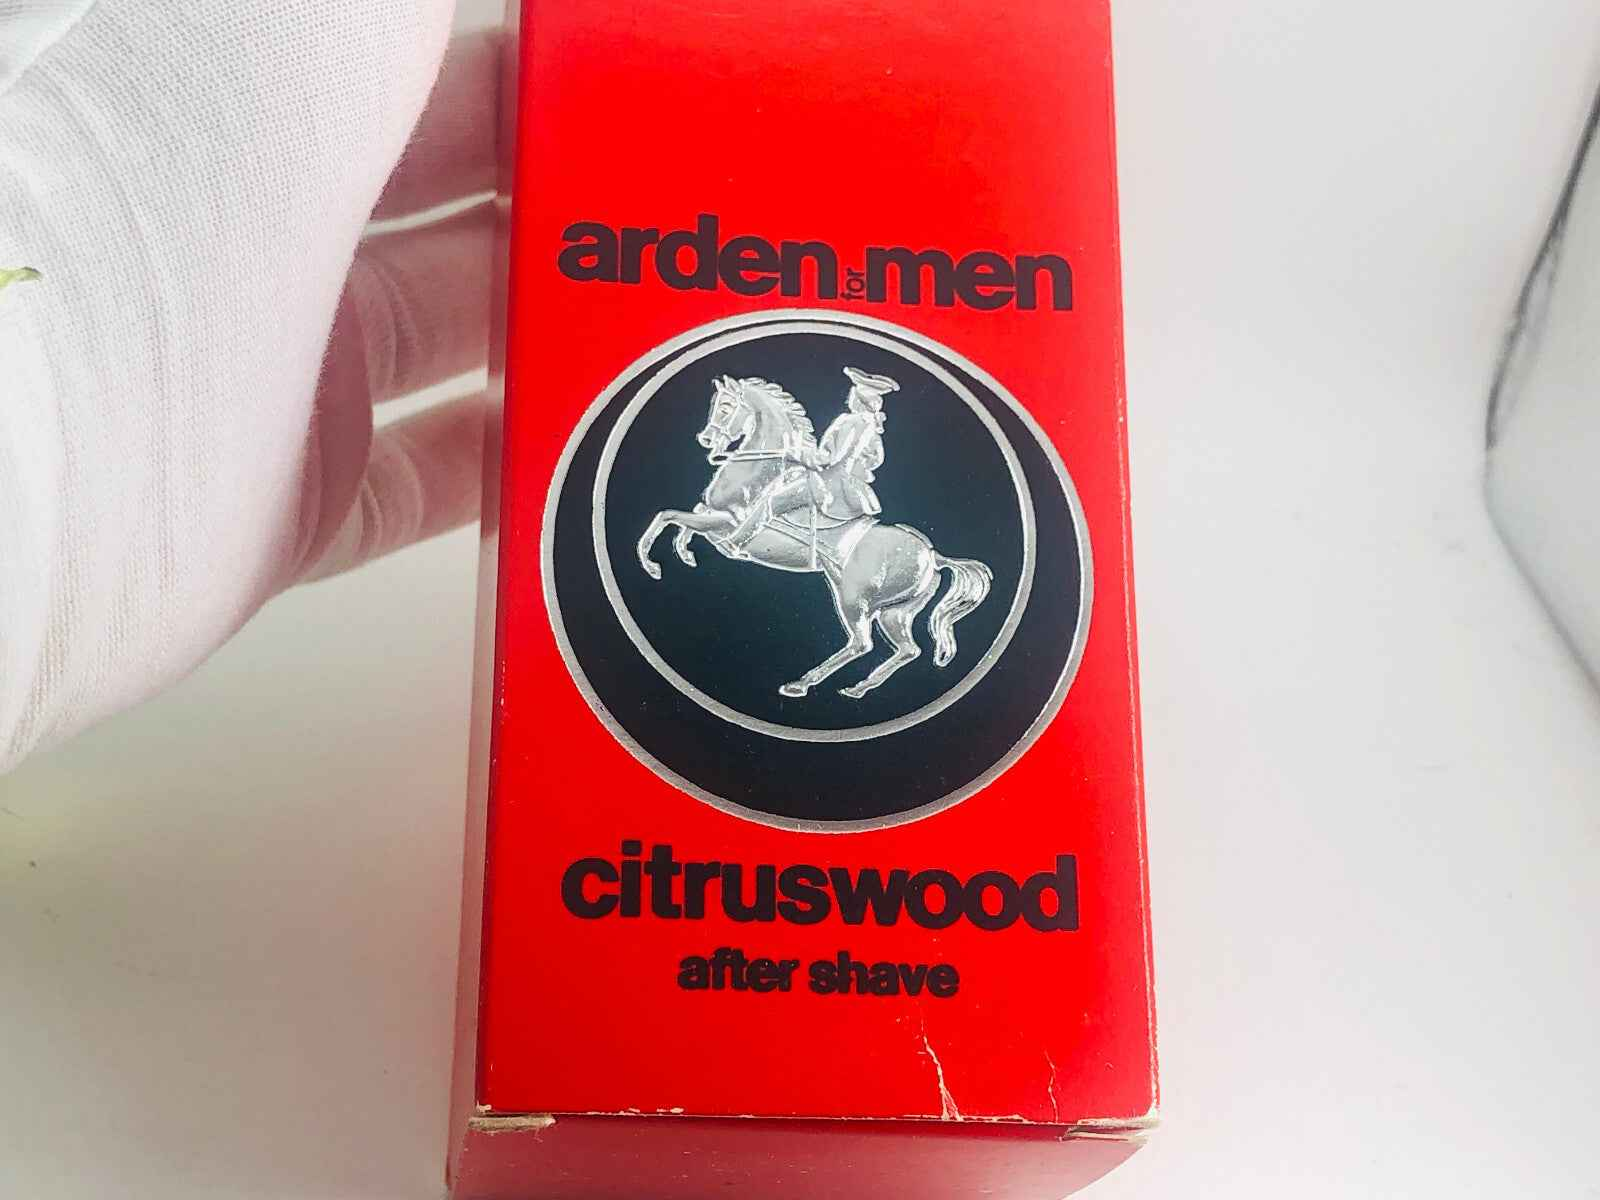 arden for men
citruswood
after shave